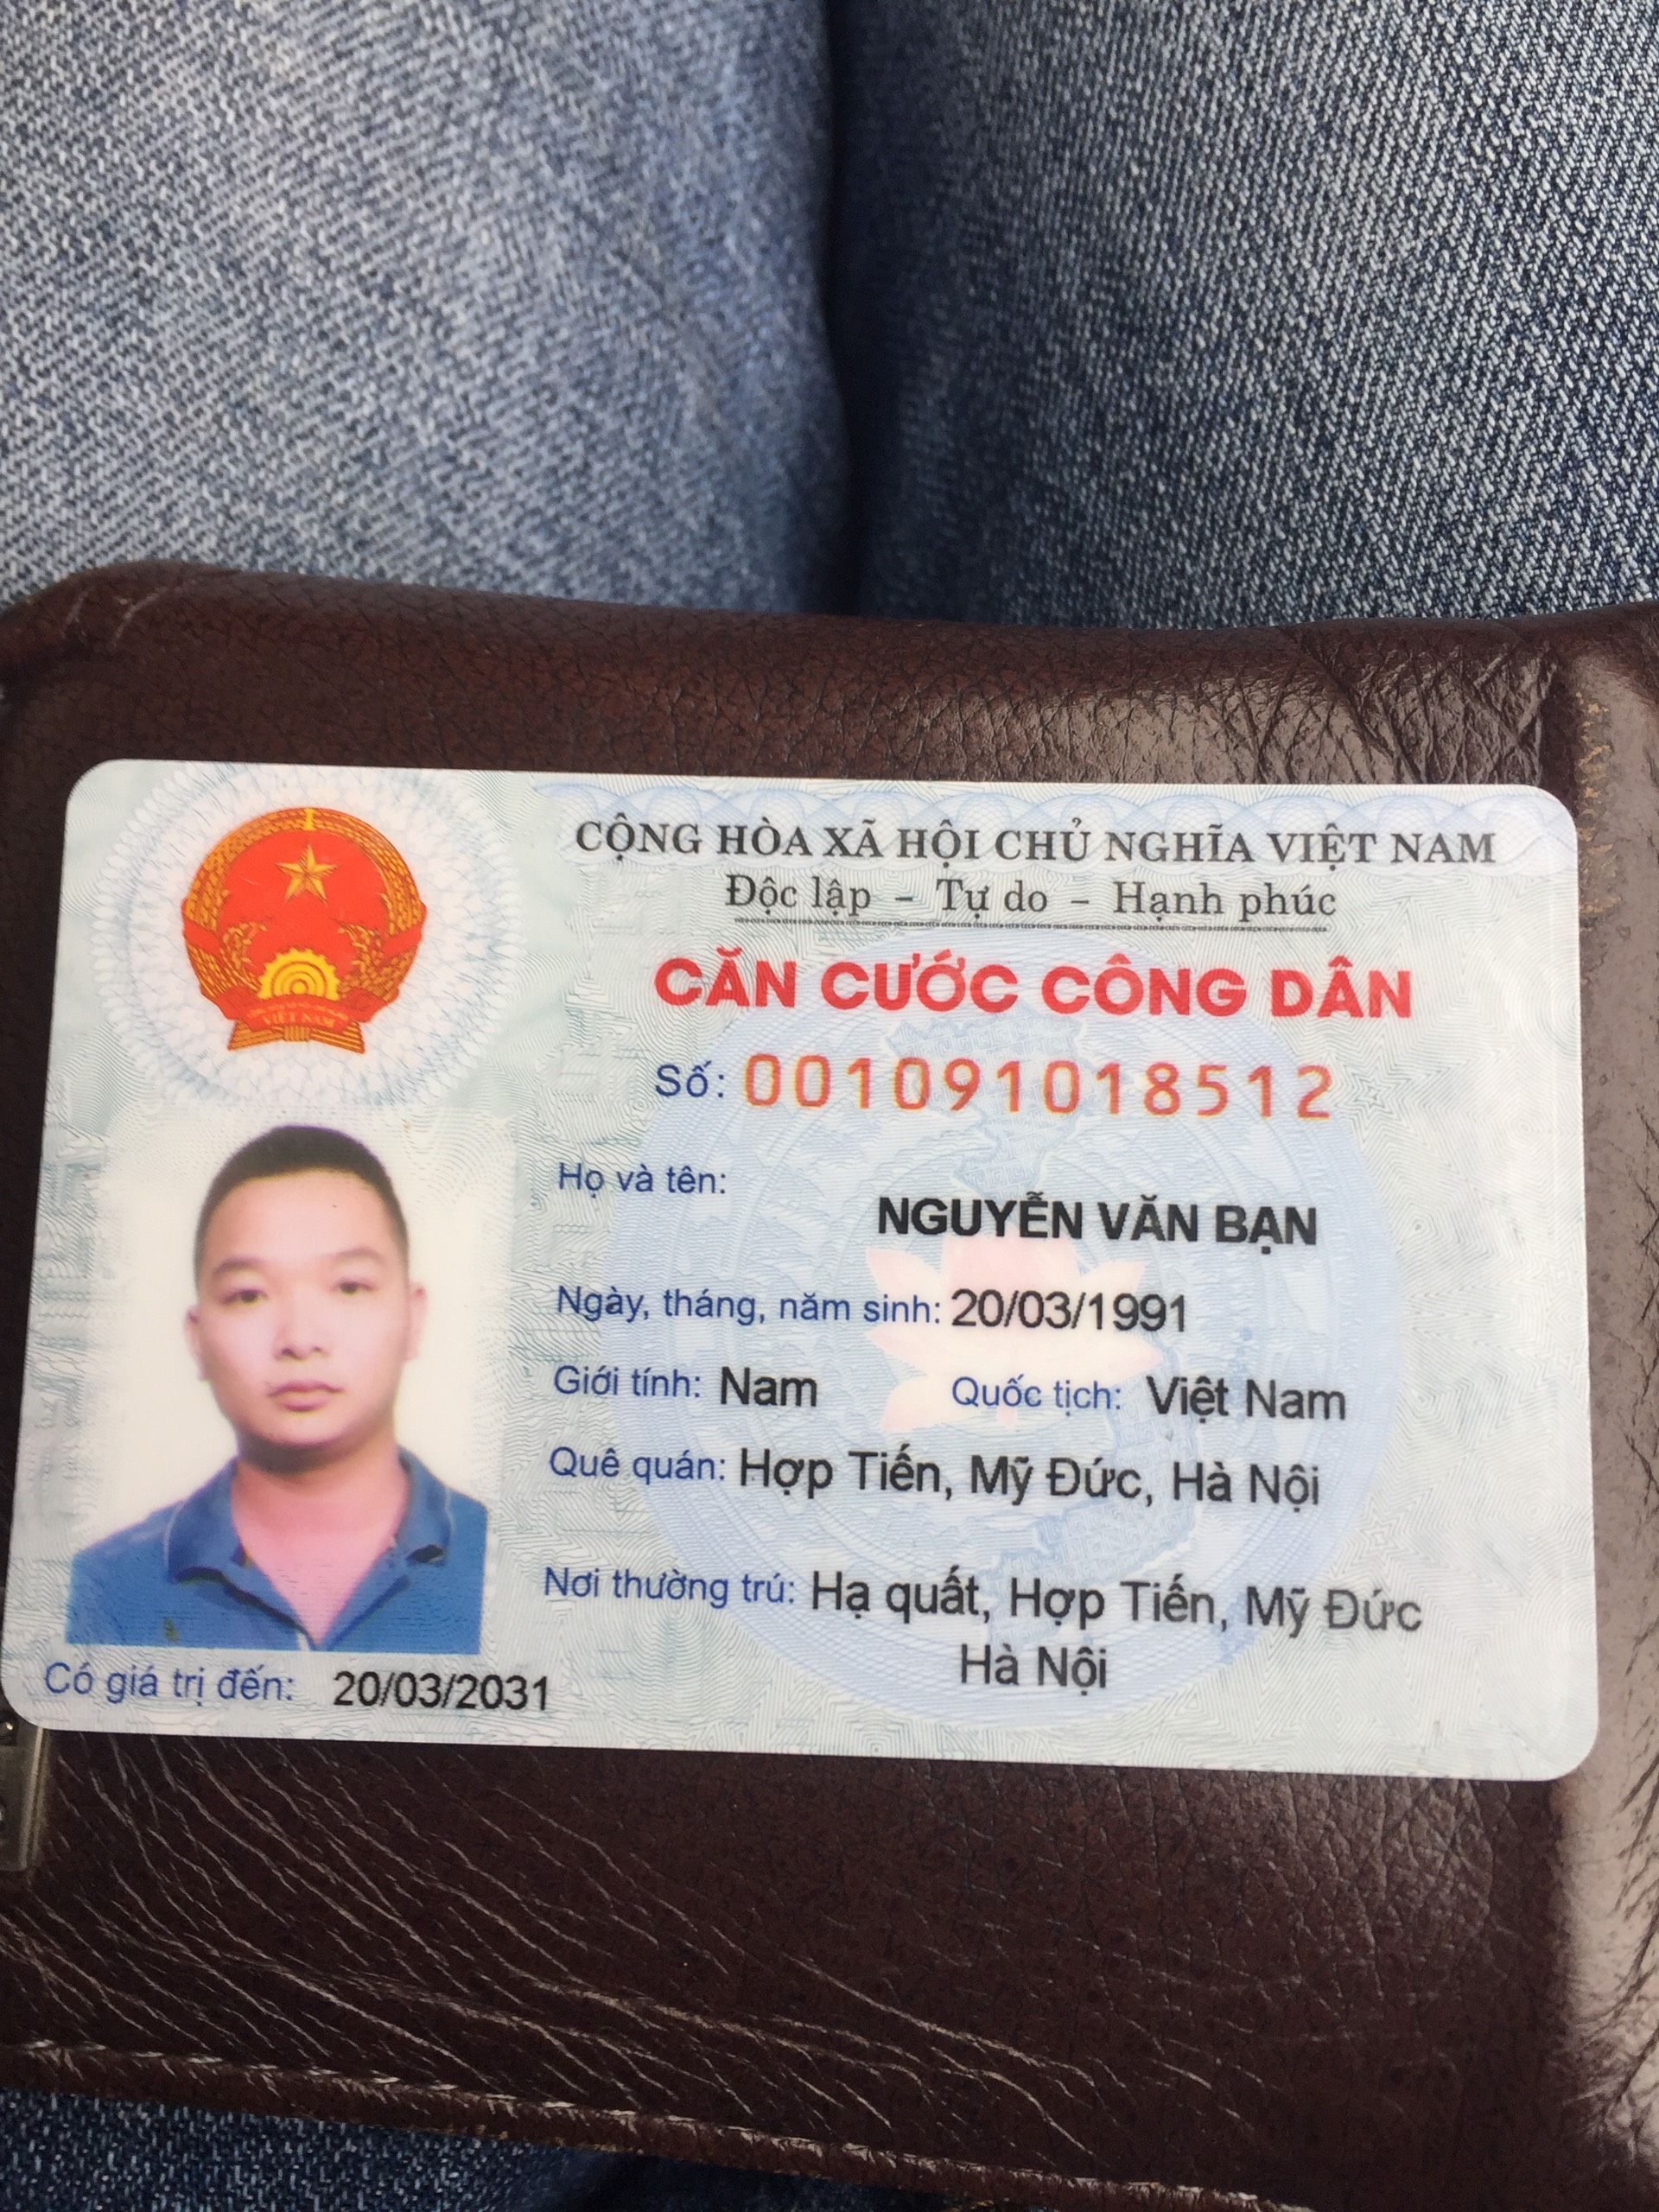 CỘNG HÒA XÃ HỘI CHỦ NGHĨA VIỆT NAM
Độc lập - Tự do - Hạnh phúc
CĂN CƯỚC CÔNG DÂN
Số: 001091018512
Họ và tên:
NGUYỄN VĂN BẠN
Ngày, tháng, năm sinh: 20/03/1991
Giới tính: Nam Quốc tịch: Việt Nam
Quê quán: Hợp Tiến, Mỹ Đức, Hà Nội
Nơi thường trú: Hạ quất, Hợp Tiến, Mỹ Đức
Hà Nội
Có giá trị đến: 20/03/2031
VIỆT NAM